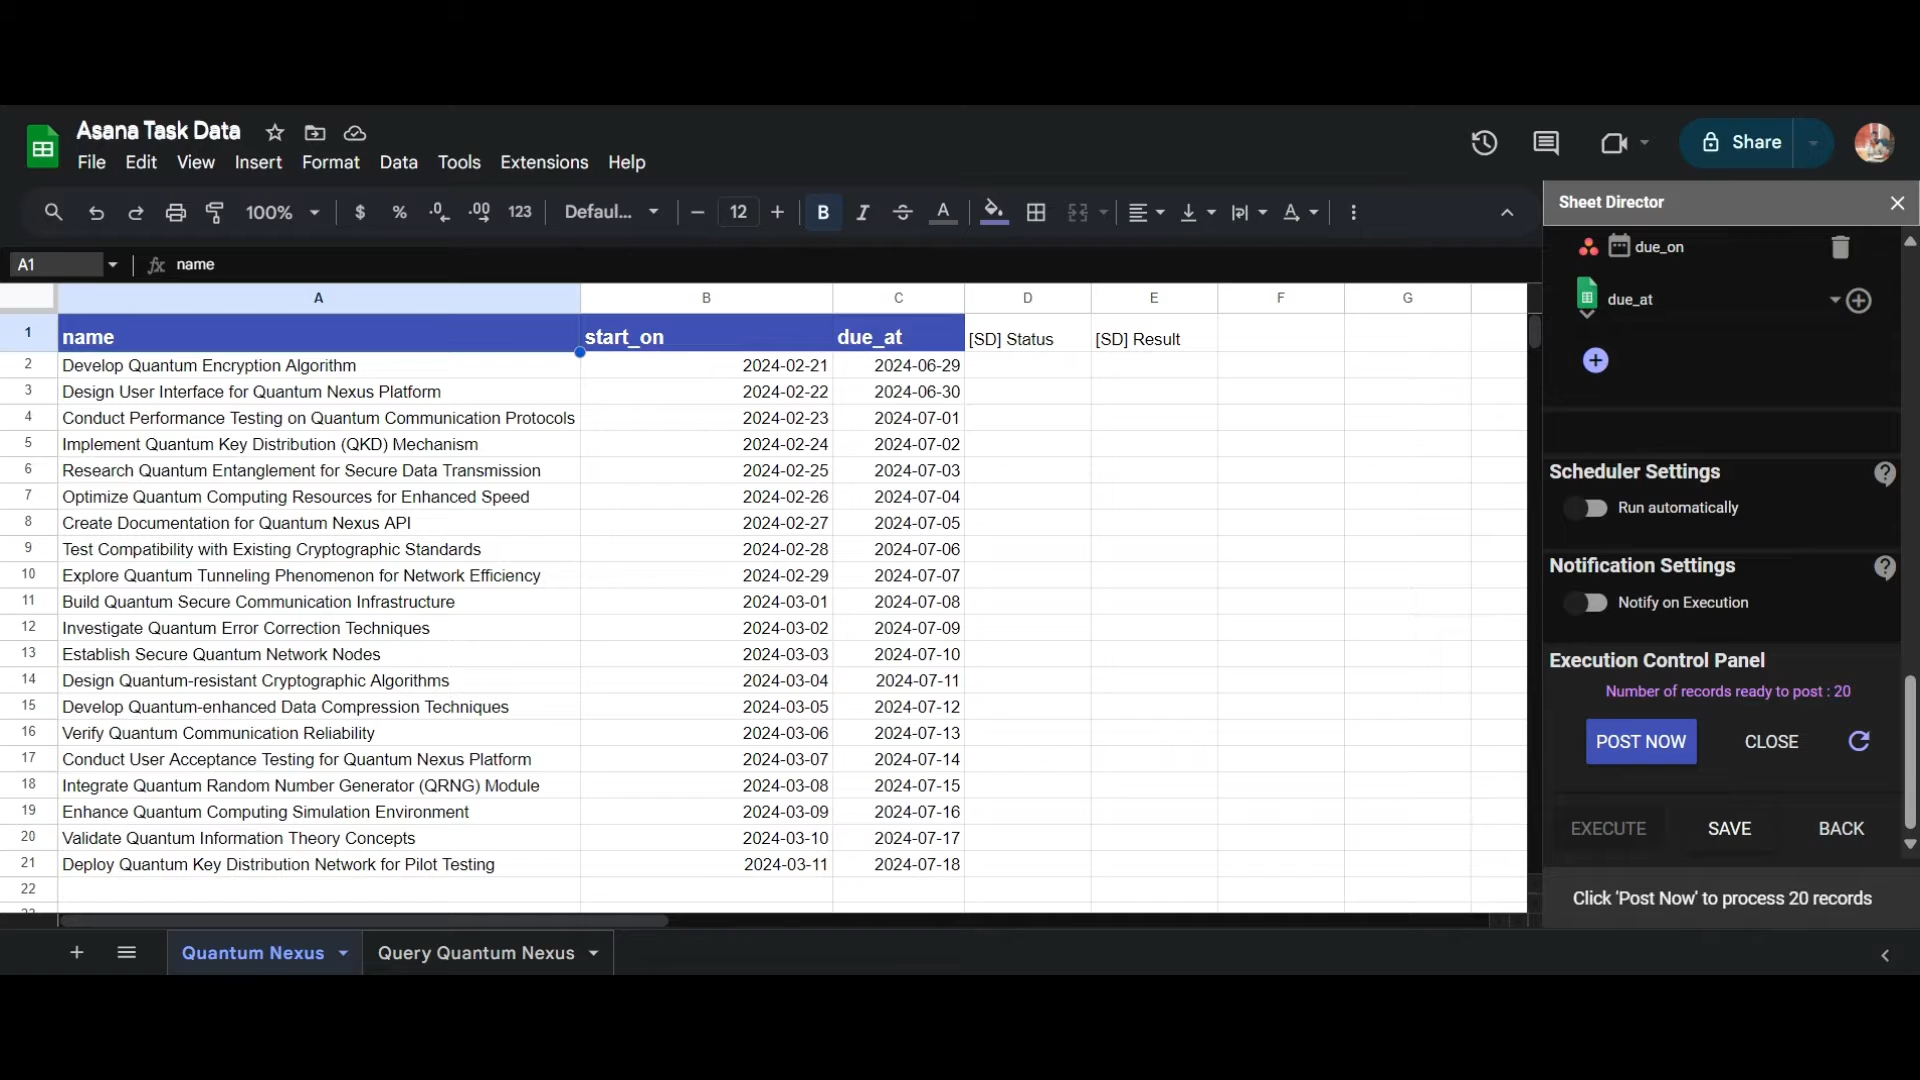 Asana Task Data
File Edit View Insert Format Data Tools Extensions Help
Share
100% $ % .0 .00 123 Defaul... 12 B I A
Sheet Director
A1 fx name
A B C D E F G
1 name start_on due_at [SD] Status [SD] Result
2 Develop Quantum Encryption Algorithm 2024-02-21 2024-06-29
3 Design User Interface for Quantum Nexus Platform 2024-02-22 2024-06-30
4 Conduct Performance Testing on Quantum Communication Protocols 2024-02-23 2024-07-01
5 Implement Quantum Key Distribution (QKD) Mechanism 2024-02-24 2024-07-02
6 Research Quantum Entanglement for Secure Data Transmission 2024-02-25 2024-07-03
7 Optimize Quantum Computing Resources for Enhanced Speed 2024-02-26 2024-07-04
8 Create Documentation for Quantum Nexus API 2024-02-27 2024-07-05
9 Test Compatibility with Existing Cryptographic Standards 2024-02-28 2024-07-06
10 Explore Quantum Tunneling Phenomenon for Network Efficiency 2024-02-29 2024-07-07
11 Build Quantum Secure Communication Infrastructure 2024-03-01 2024-07-08
12 Investigate Quantum Error Correction Techniques 2024-03-02 2024-07-09
13 Establish Secure Quantum Network Nodes 2024-03-03 2024-07-10
14 Design Quantum-resistant Cryptographic Algorithms 2024-03-04 2024-07-11
15 Develop Quantum-enhanced Data Compression Techniques 2024-03-05 2024-07-12
16 Verify Quantum Communication Reliability 2024-03-06 2024-07-13
17 Conduct User Acceptance Testing for Quantum Nexus Platform 2024-03-07 2024-07-14
18 Integrate Quantum Random Number Generator (QRNG) Module 2024-03-08 2024-07-15
19 Enhance Quantum Computing Simulation Environment 2024-03-09 2024-07-16
20 Validate Quantum Information Theory Concepts 2024-03-10 2024-07-17
21 Deploy Quantum Key Distribution Network for Pilot Testing 2024-03-11 2024-07-18
22
due_on
due_at
Scheduler Settings
Run automatically
Notification Settings
Notify on Execution
Execution Control Panel
Number of records ready to post : 20
POST NOW CLOSE
EXECUTE SAVE BACK
Click 'Post Now' to process 20 records
Quantum Nexus Query Quantum Nexus